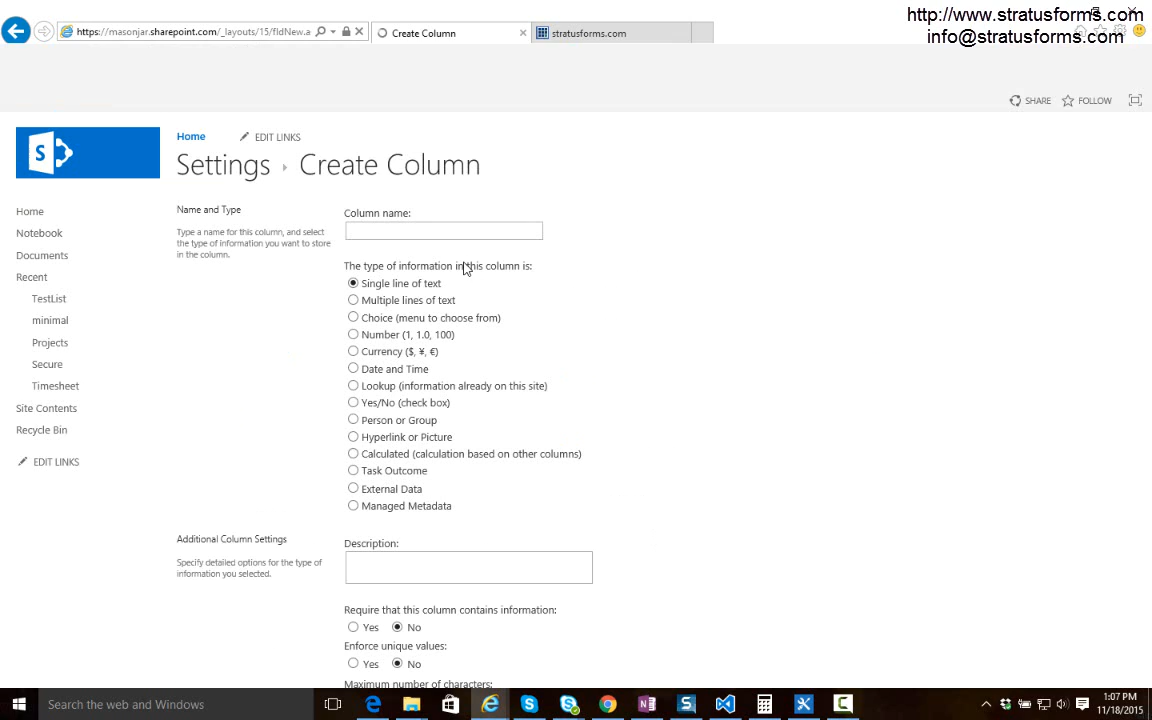 http://www.stratusforms.com
info@stratusforms.com
https://masonjar.sharepoint.com/_layouts/15/fldNew.a
Create Column
stratusforms.com
SHARE
FOLLOW
Home
EDIT LINKS
Settings
Create Column
S
Home
Notebook
Documents
Recent
TestList
minimal
Projects
Secure
Timesheet
Site Contents
Recycle Bin
EDIT LINKS
Name and Type
Type a name for this column, and select
the type of information you want to store
in the column.
Column name:
The type of information in this column is:
Single line of text
Multiple lines of text
Choice (menu to choose from)
Number (1, 1.0, 100)
Currency ($, ¥, €)
Date and Time
Lookup (information already on this site)
Yes/No (check box)
Person or Group
Hyperlink or Picture
Calculated (calculation based on other columns)
Task Outcome
External Data
Managed Metadata
Additional Column Settings
Specify detailed options for the type of
information you selected.
Description:
Require that this column contains information:
Yes No
Enforce unique values:
Yes No
Maximum number of characters:
Search the web and Windows
1:07 PM
11/18/2015